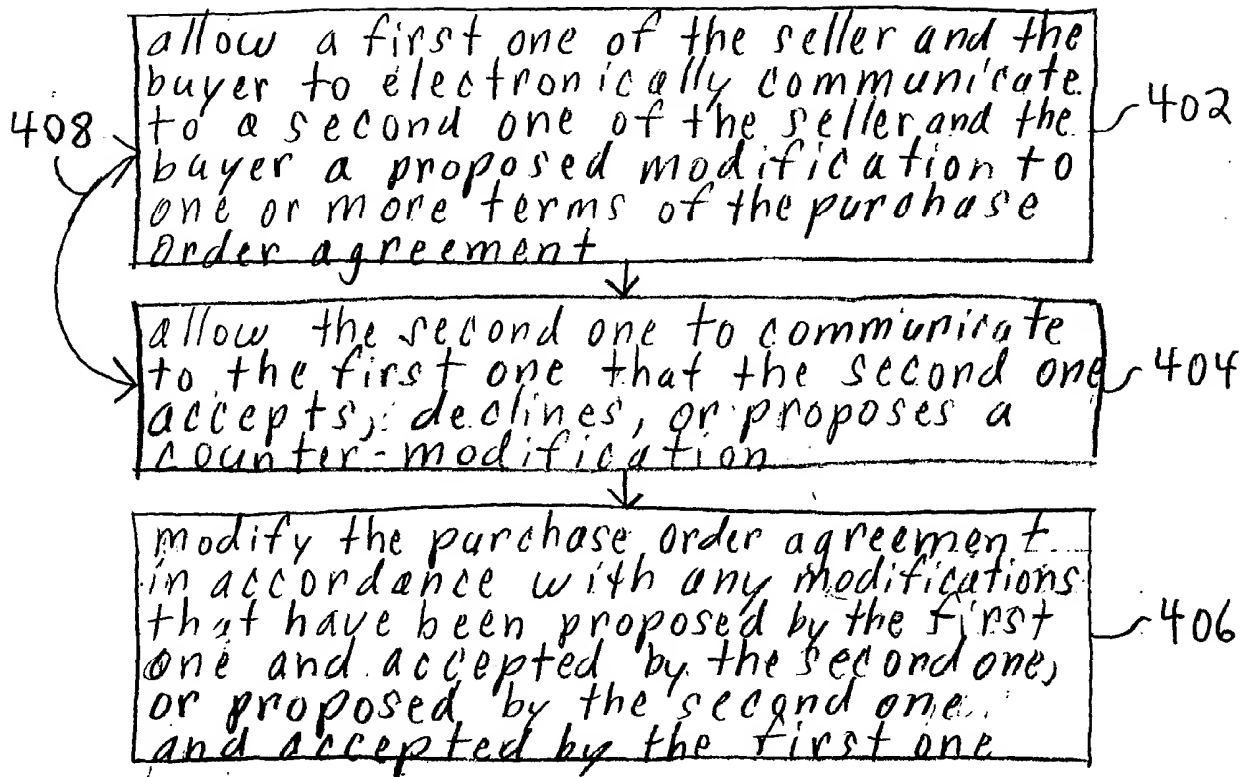 allow a first one of the seller and the
buyer to electronically communicate
to a second one of the seller and the
buyer a proposed modification to
one or more terms of the purchase
order agreement
402
408
allow the second one to communicate
to the first one that the second one
accepts, declines, or proposes a
counter-modification
404
modify the purchase order agreement
in accordance with any modifications
that have been proposed by the first
one and accepted by the second one,
or proposed by the second one
and accepted by the first one
406